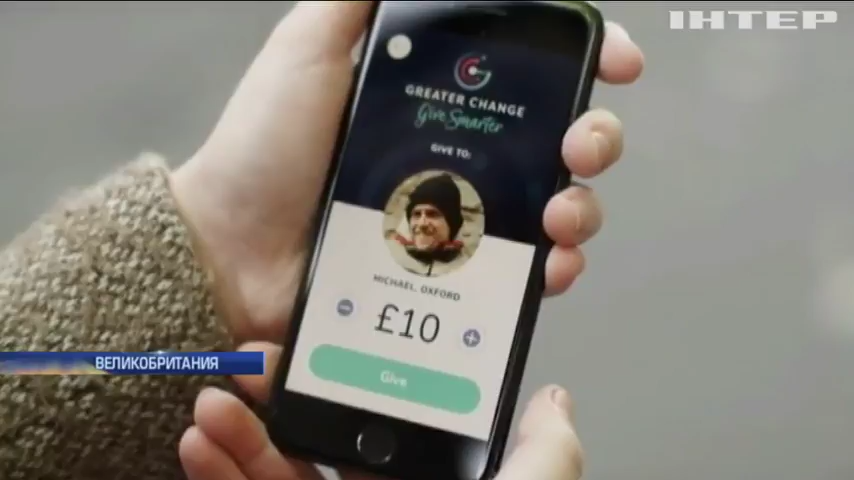 ІНТЕР
GREATER CHANGE
Give Smarter
GIVE TO:
MICHAEL, OXFORD
£10
Give
ВЕЛИКОБРИТАНИЯ